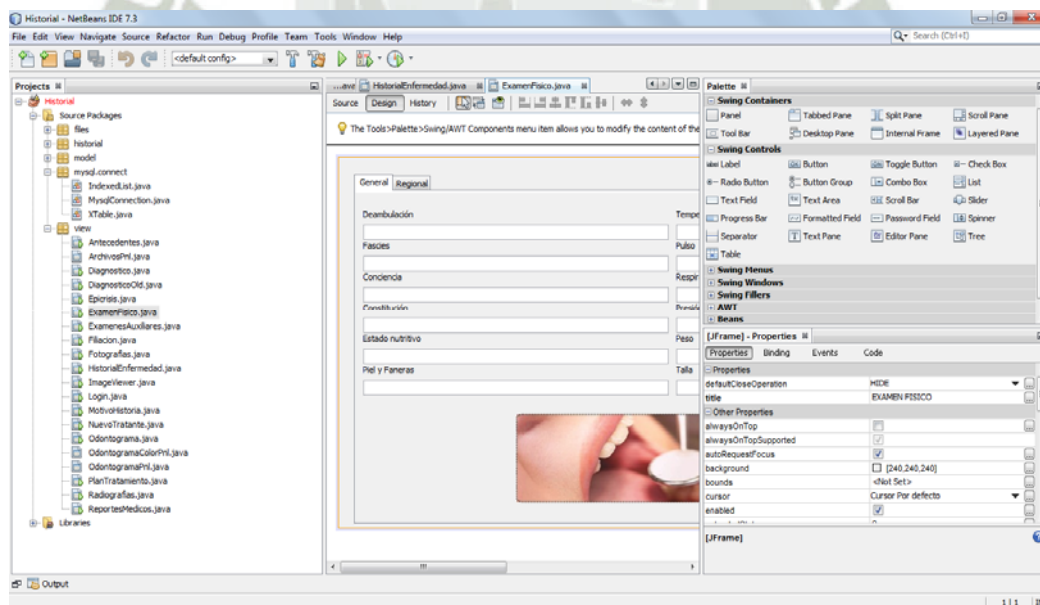 Historial - NetBeans IDE 7.3
File Edit View Navigate Source Refactor Run Debug Profile Team Tools Window Help
Search (Ctrl+I)
<default config>
Projects
Historial
Source Packages
files
historial
model
mysql.connect
IndexedList.java
MysqlConnection.java
XTable.java
view
Antecedentes.java
ArchivosPnl.java
Diagnostico.java
DiagnosticoOld.java
Epicrisis.java
ExamenFisico.java
ExamenesAuxiliares.java
Filiacion.java
Fotografias.java
HistorialEnfermedad.java
ImageViewer.java
Login.java
MotivoHistoria.java
NuevoTratante.java
Odontograma.java
OdontogramaColorPnl.java
OdontogramaPnl.java
PlanTratamiento.java
Radiografias.java
ReportesMedicos.java
Libraries
...ave HistorialEnfermedad.java ExamenFisico.java
Source Design History
The Tools>Palette>Swing/AWT Components menu item allows you to modify the content of the
General Regional
Deambulación Tempe
Fascies Pulso
Conciencia Respir
Constitución Presió
Estado nutritivo Peso
Piel y Faneras Talla
Palette
Swing Containers
Panel Tabbed Pane Split Pane Scroll Pane
Tool Bar Desktop Pane Internal Frame Layered Pane
Swing Controls
label Label Button Toggle Button Check Box
Radio Button Button Group Combo Box List
Text Field Text Area Scroll Bar Slider
Progress Bar Formatted Field Password Field Spinner
Separator Text Pane Editor Pane Tree
Table
Swing Menus
Swing Windows
Swing Fillers
AWT
Beans
[JFrame] - Properties
Properties Binding Events Code
Properties
defaultCloseOperation HIDE
title EXAMEN FISICO
Other Properties
alwaysOnTop
alwaysOnTopSupported
autoRequestFocus
background [240,240,240]
bounds <Not Set>
cursor Cursor Por defecto
enabled
[JFrame]
Output
1 | 1